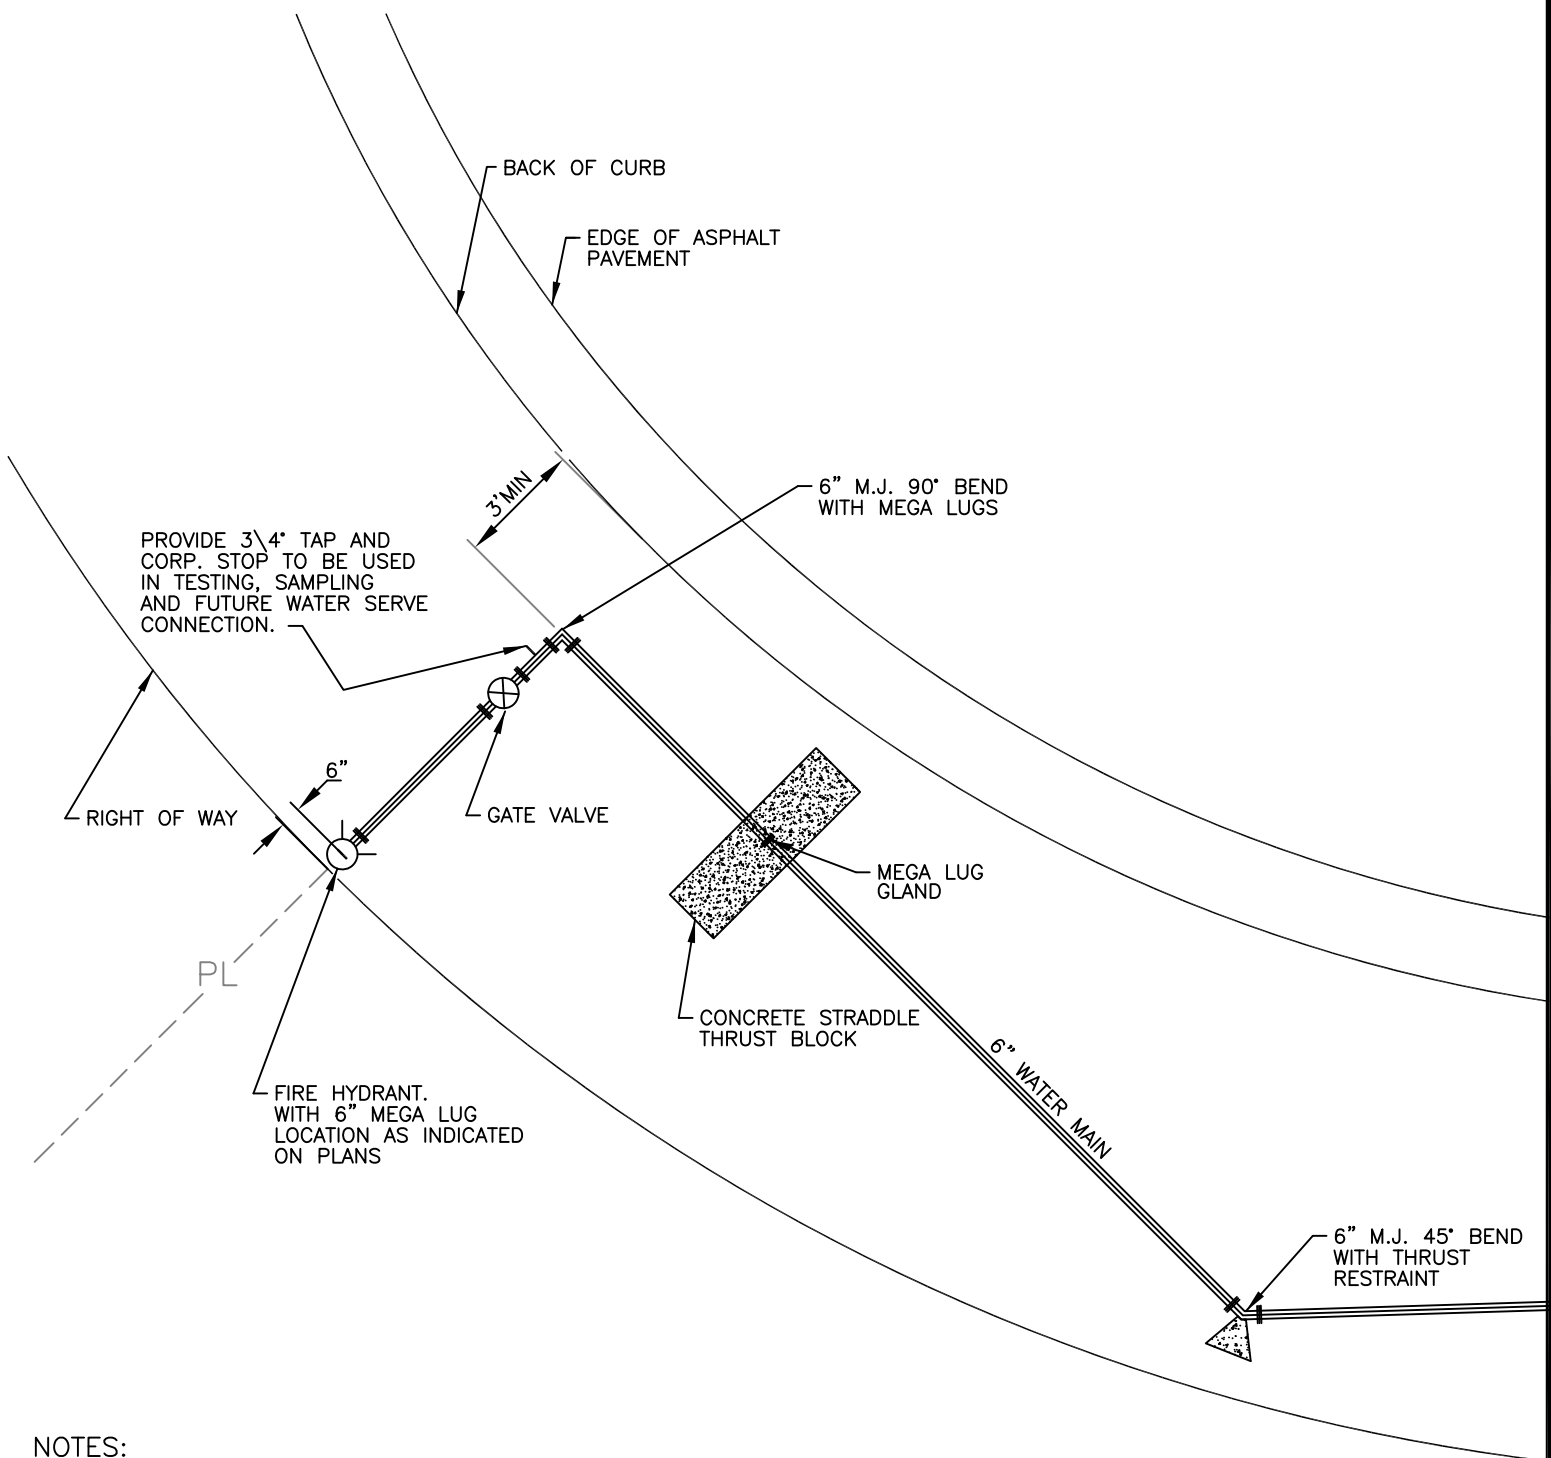 BACK OF CURB
EDGE OF ASPHALT
PAVEMENT
3'MIN
6” M.J. 90° BEND
WITH MEGA LUGS
PROVIDE 3\4" TAP AND
CORP. STOP TO BE USED
IN TESTING, SAMPLING
AND FUTURE WATER SERVE
CONNECTION.
6”
RIGHT OF WAY
GATE VALVE
MEGA LUG
GLAND
PL
CONCRETE STRADDLE
THRUST BLOCK
6” WATER MAIN
FIRE HYDRANT.
WITH 6” MEGA LUG
LOCATION AS INDICATED
ON PLANS
6” M.J. 45° BEND
WITH THRUST
RESTRAINT
NOTES: